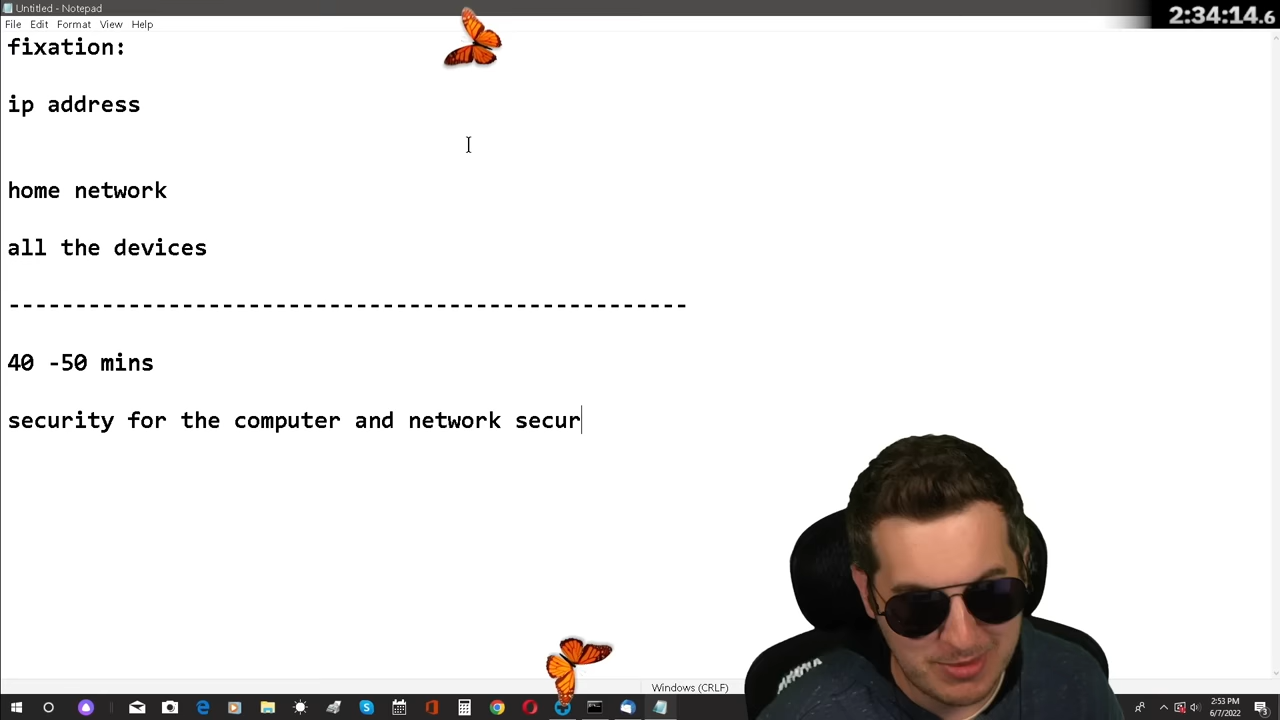 Untitled - Notepad
2:34:14.6
File Edit Format View Help
fixation:
ip address
home network
all the devices
---------------------------------------------------
40 -50 mins
security for the computer and network secur
Windows (CRLF)
2:53 PM
6/7/2022